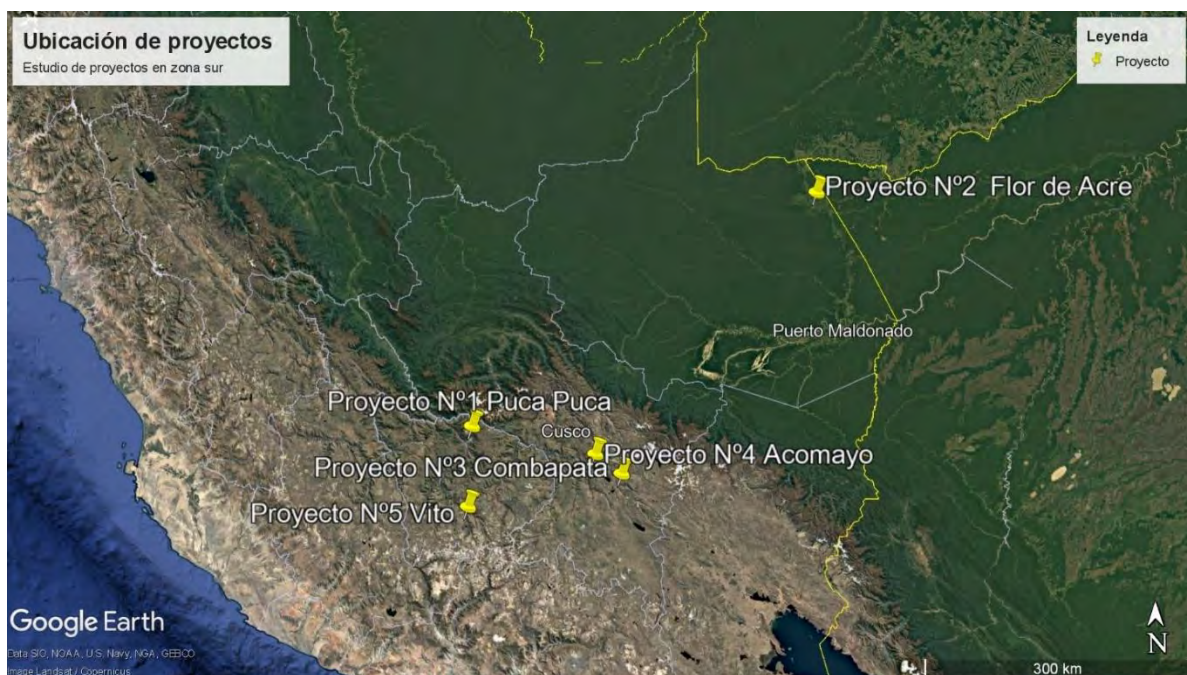 Ubicación de proyectos
Estudio de proyectos en zona sur
Leyenda
Proyecto
Proyecto Nº2 Flor de Acre
Puerto Maldonado
Proyecto Nº1 Puca Puca
Cusco
Proyecto Nº4 Acomayo
Proyecto Nº3 Combapata
Proyecto Nº5 Vito
Google Earth
Data SIO, NOAA, U.S. Navy, NGA, GEBCO
Image Landsat / Copernicus
N
300 km